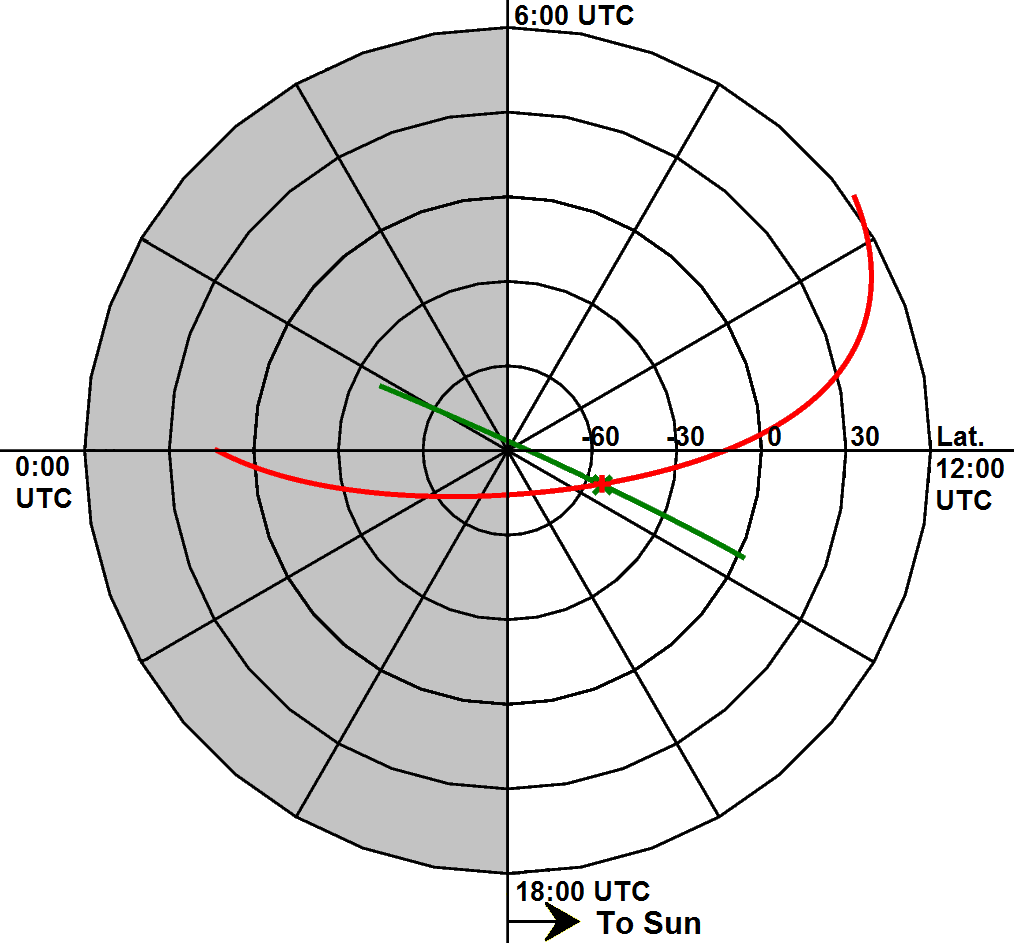 6:00 UTC
-60 -30 0 30 Lat.
0:00
UTC
12:00
UTC
18:00 UTC
To Sun